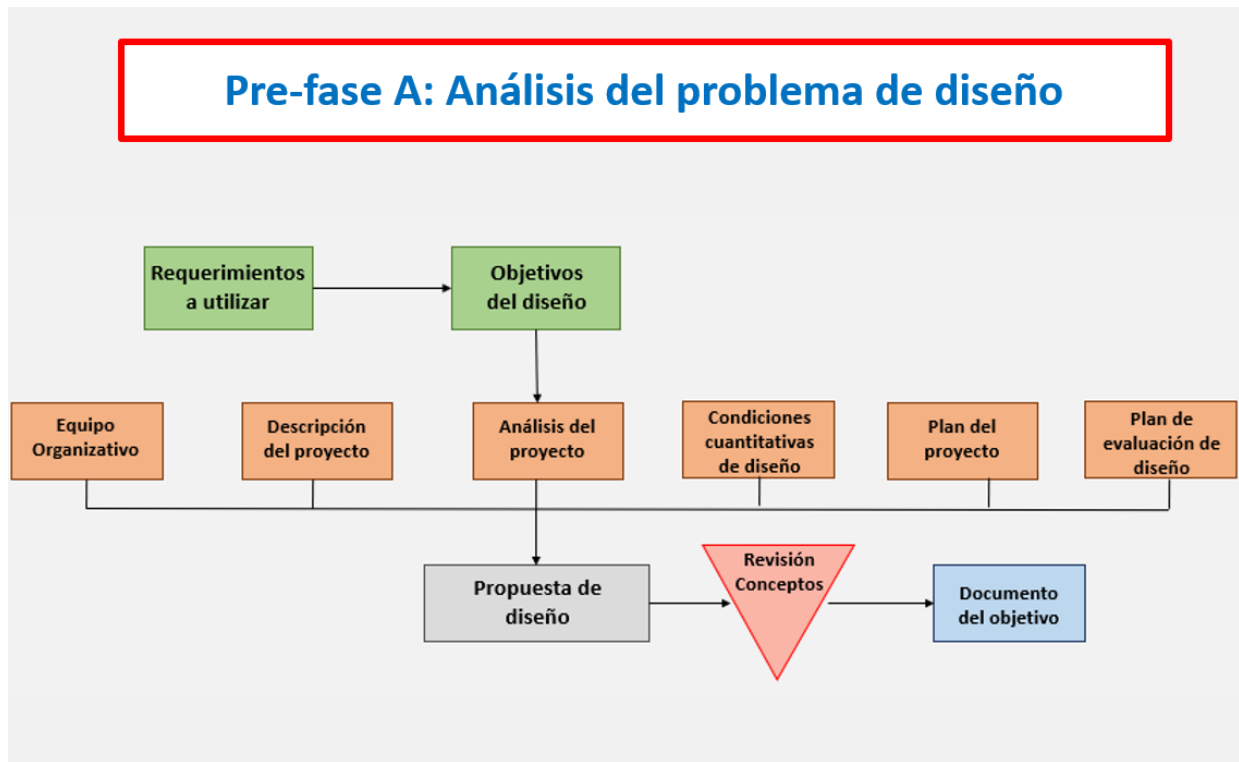 Pre-fase A: Análisis del problema de diseño
Requerimientos
a utilizar
Objetivos
del diseño
Equipo
Organizativo
Descripción
del proyecto
Análisis del
proyecto
Condiciones
cuantitativas
de diseño
Plan del
proyecto
Plan de
evaluación de
diseño
Propuesta de
diseño
Revisión
Conceptos
Documento
del objetivo